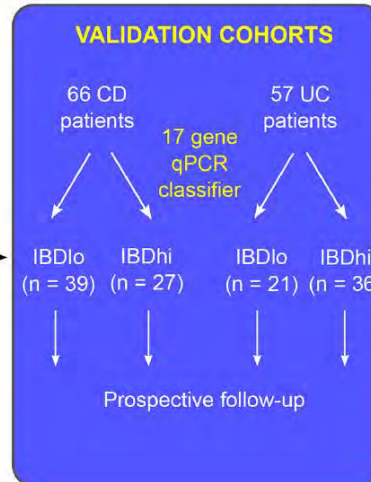 VALIDATION COHORTS
66 CD
patients
57 UC
patients
17 gene
qPCR
classifier
IBDlo
(n = 39)
IBDhi
(n = 27)
IBDlo
(n = 21)
IBDhi
(n = 36
Prospective follow-up